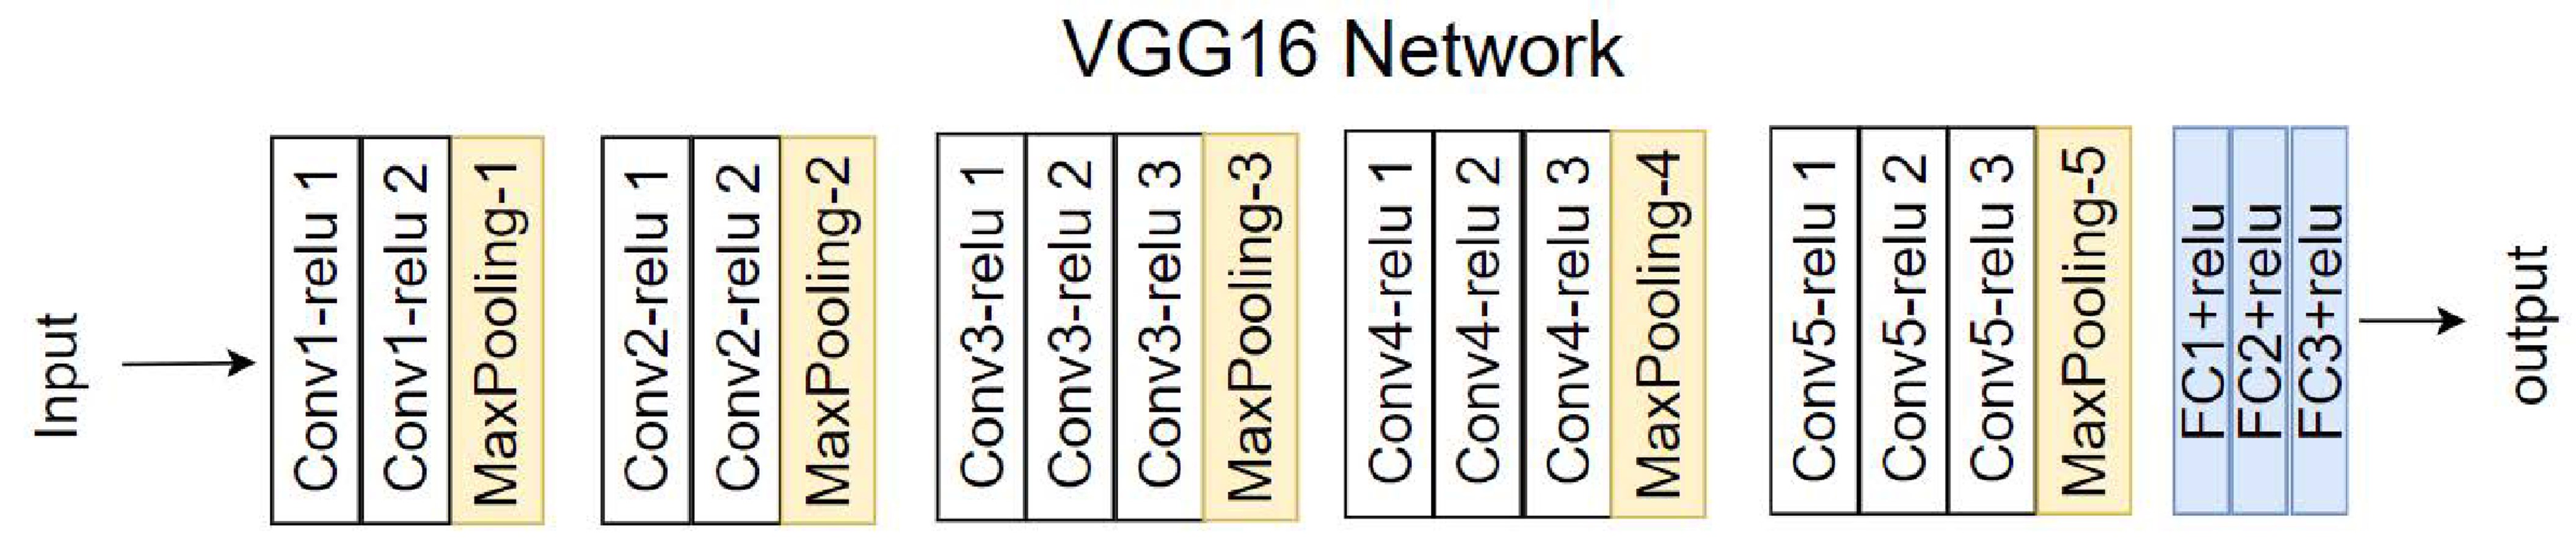 VGG16 Network
Input
Conv1-relu 1
Conv1-relu 2
MaxPooling-1
Conv2-relu 1
Conv2-relu 2
MaxPooling-2
Conv3-relu 1
Conv3-relu 2
Conv3-relu 3
MaxPooling-3
Conv4-relu 1
Conv4-relu 2
Conv4-relu 3
MaxPooling-4
Conv5-relu 1
Conv5-relu 2
Conv5-relu 3
MaxPooling-5
FC1+relu
FC2+relu
FC3+relu
output